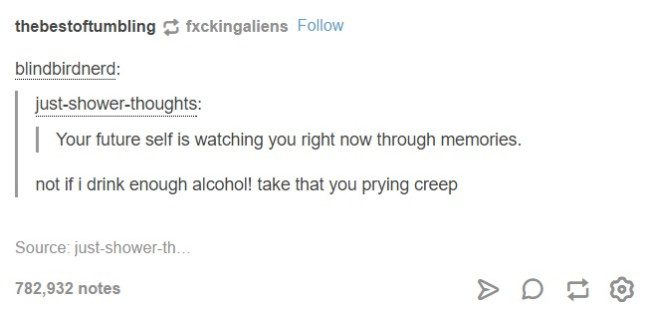 thebestoftumbling fxckingaliens Follow
blindbirdnerd:
just-shower-thoughts:
Your future self is watching you right now through memories.
not if i drink enough alcohol! take that you prying creep
Source: just-shower-th...
782,932 notes